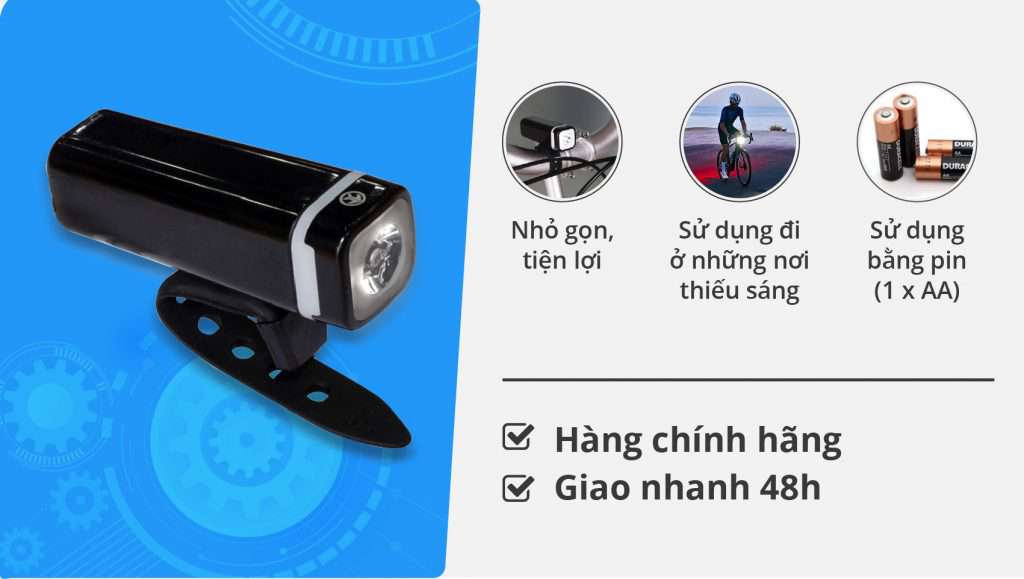 Nhỏ gọn,
tiện lợi
Sử dụng đi
ở những nơi
thiếu sáng
Sử dụng
bằng pin
(1 x AA)
Hàng chính hãng
Giao nhanh 48h